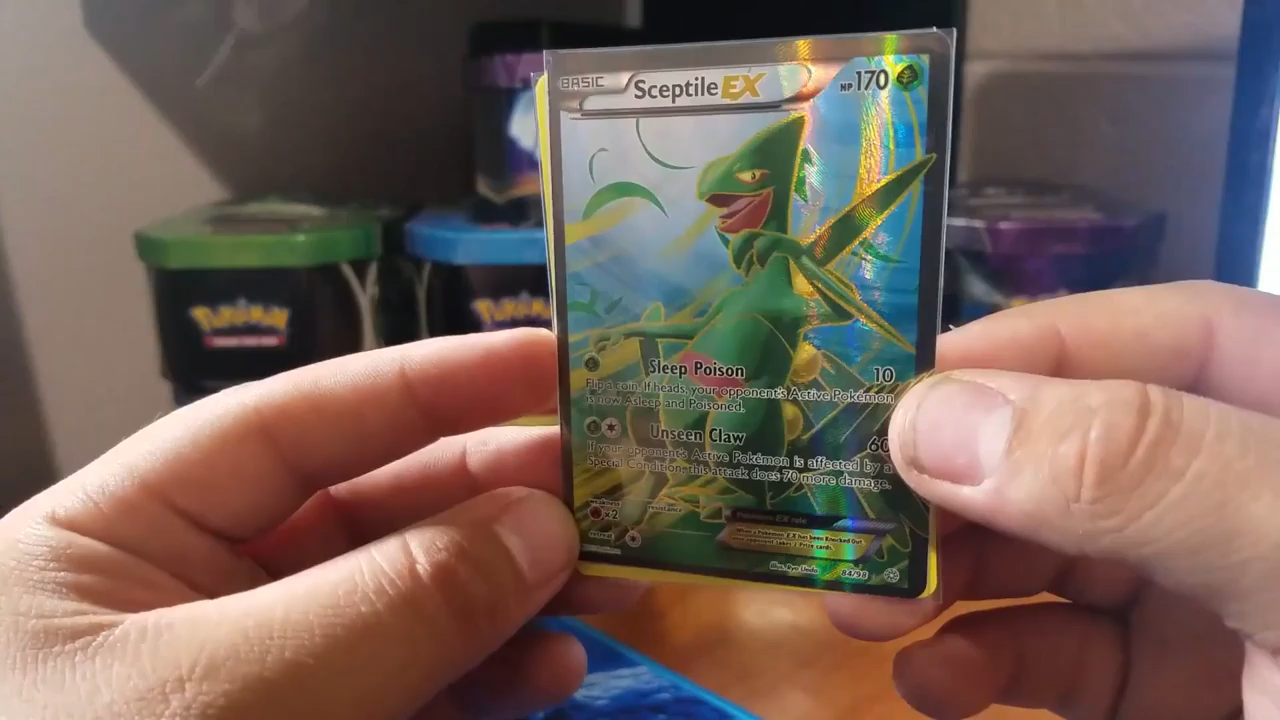 BASIC
Sceptile EX
HP 170
Pokémon
Pokémon
Sleep Poison 10
Flip a coin. If heads, your opponent's Active Pokémon
is now Asleep and Poisoned.
Unseen Claw 60
If your opponent's Active Pokémon is affected by a
Special Condition, this attack does 70 more damage.
weakness
×2
resistance
retreat
Pokémon-EX rule
When a Pokémon-EX has been Knocked Out,
your opponent takes 2 Prize cards.
Illus. Ryo Ueda
84/98